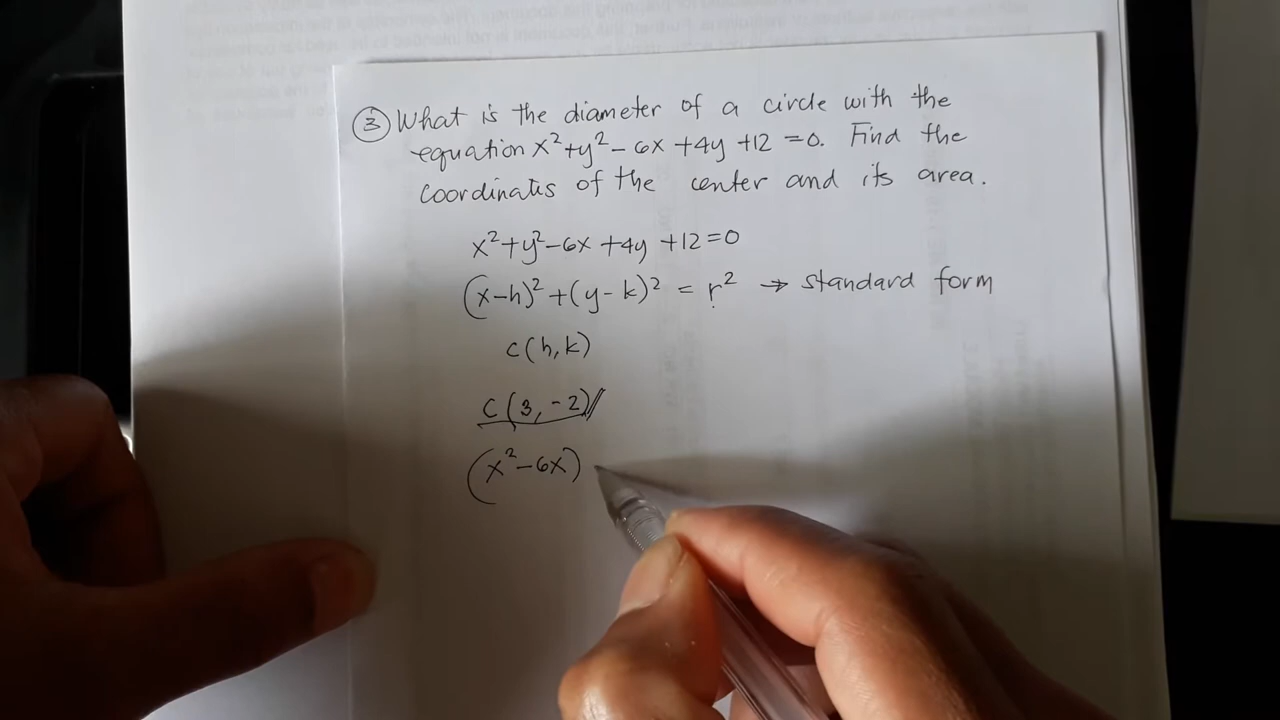 ③ What is the diameter of a circle with the
equation x²+y²-6x+4y+12=0. Find the
coordinates of the center and its area.
x²+y²-6x+4y+12=0
(x-h)²+(y-k)²=r² → standard form
C(h,k)
C(3,-2)//
(x²-6x)